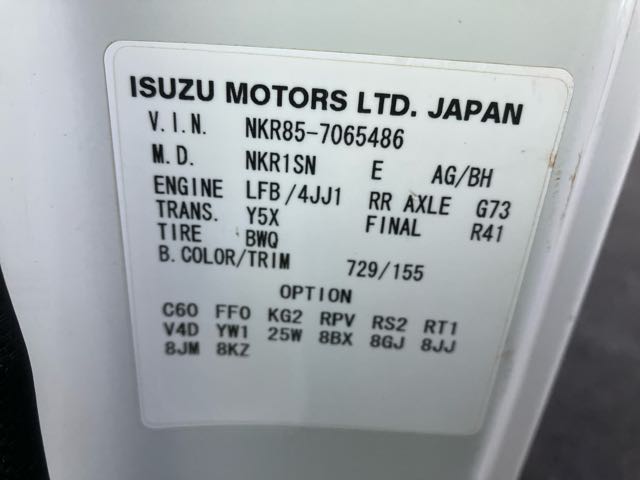 ISUZU MOTORS LTD. JAPAN
V.I.N. NKR85-7065486
M.D. NKR1SN E AG/BH
ENGINE LFB/4JJ1 RR AXLE G73
TRANS. Y5X FINAL R41
TIRE BWQ
B.COLOR/TRIM 729/155
OPTION
C60 FF0 KG2 RPV RS2 RT1
V4D YW1 25W 8BX 8GJ 8JJ
8JM 8KZ